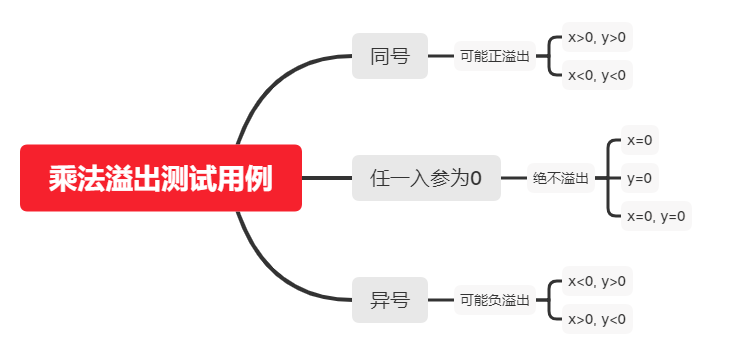 乘法溢出测试用例
同号
可能正溢出
x>0, y>0
x<0, y<0
任一入参为0
绝不溢出
x=0
y=0
x=0, y=0
异号
可能负溢出
x<0, y>0
x>0, y<0